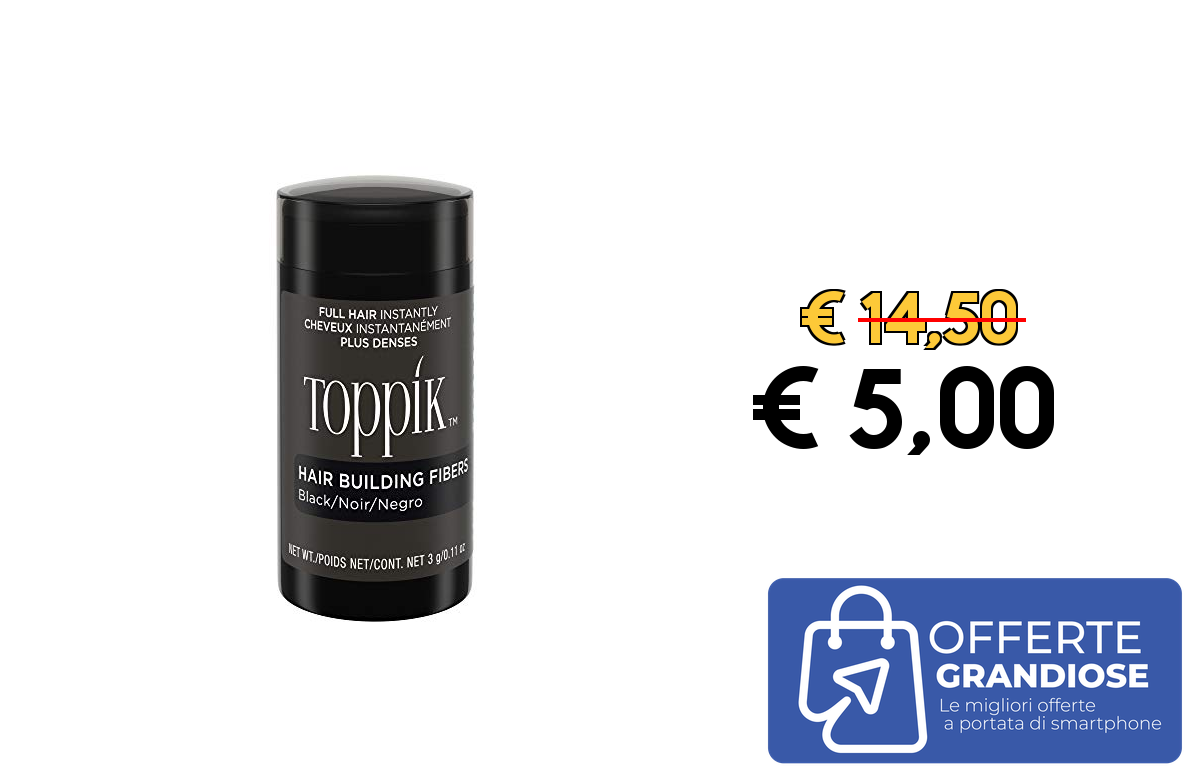 FULL HAIR INSTANTLY
CHEVEUX INSTANTANÉMENT
PLUS DENSES
TOPPIK™
HAIR BUILDING FIBERS
Black/Noir/Negro
NET WT./POIDS NET/CONT. NET 3 g/0.11 oz
€ 14,50
€ 5,00
OFFERTE
GRANDIOSE
Le migliori offerte
a portata di smartphone